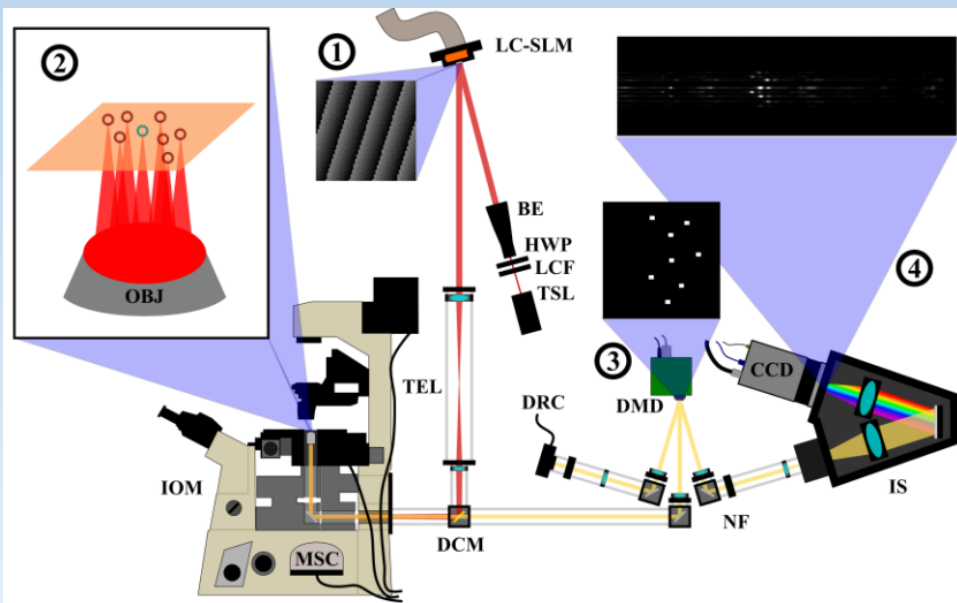 ②
①
LC-SLM
OBJ
BE
HWP
LCF
TSL
④
③
CCD
TEL
DRC
DMD
IOM
IS
NF
DCM
MSC